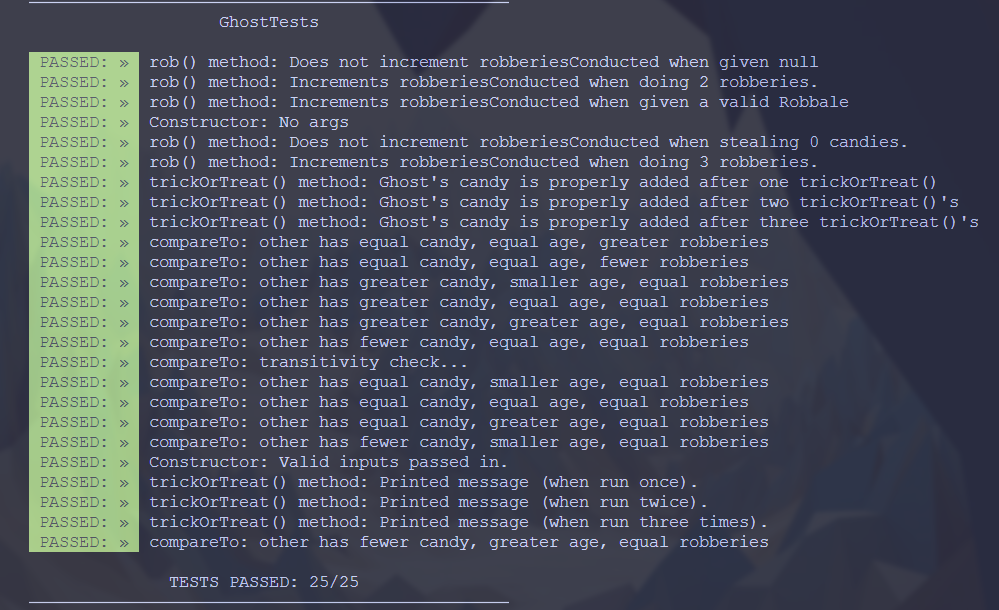 GhostTests
PASSED: » rob() method: Does not increment robberiesConducted when given null
PASSED: » rob() method: Increments robberiesConducted when doing 2 robberies.
PASSED: » rob() method: Increments robberiesConducted when given a valid Robbale
PASSED: » Constructor: No args
PASSED: » rob() method: Does not increment robberiesConducted when stealing 0 candies.
PASSED: » rob() method: Increments robberiesConducted when doing 3 robberies.
PASSED: » trickOrTreat() method: Ghost's candy is properly added after one trickOrTreat()
PASSED: » trickOrTreat() method: Ghost's candy is properly added after two trickOrTreat()'s
PASSED: » trickOrTreat() method: Ghost's candy is properly added after three trickOrTreat()'s
PASSED: » compareTo: other has equal candy, equal age, greater robberies
PASSED: » compareTo: other has equal candy, equal age, fewer robberies
PASSED: » compareTo: other has greater candy, smaller age, equal robberies
PASSED: » compareTo: other has greater candy, equal age, equal robberies
PASSED: » compareTo: other has greater candy, greater age, equal robberies
PASSED: » compareTo: other has fewer candy, equal age, equal robberies
PASSED: » compareTo: transitivity check...
PASSED: » compareTo: other has equal candy, smaller age, equal robberies
PASSED: » compareTo: other has equal candy, equal age, equal robberies
PASSED: » compareTo: other has equal candy, greater age, equal robberies
PASSED: » compareTo: other has fewer candy, smaller age, equal robberies
PASSED: » Constructor: Valid inputs passed in.
PASSED: » trickOrTreat() method: Printed message (when run once).
PASSED: » trickOrTreat() method: Printed message (when run twice).
PASSED: » trickOrTreat() method: Printed message (when run three times).
PASSED: » compareTo: other has fewer candy, greater age, equal robberies
TESTS PASSED: 25/25